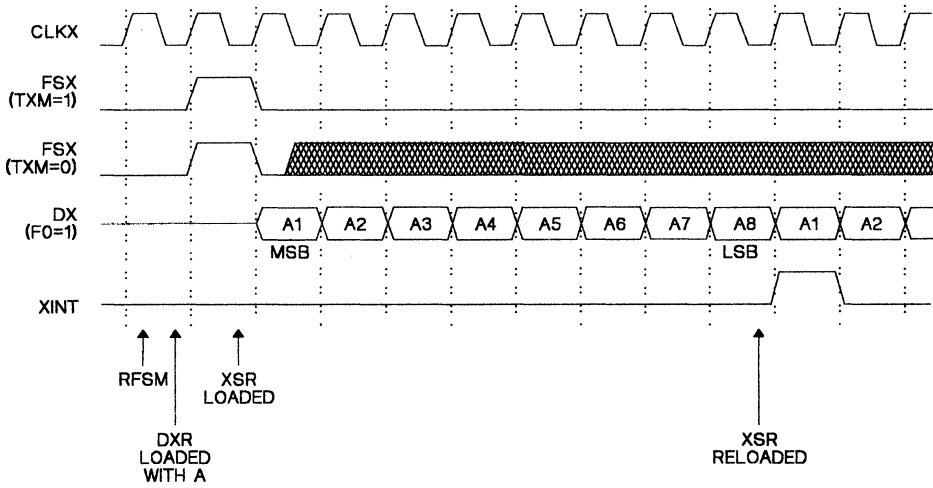 CLKX
FSX
(TXM=1)
FSX
(TXM=0)
DX
(FO=1)
A1 A2 A3 A4 A5 A6 A7 A8 A1 A2
MSB LSB
XINT
RFSM
XSR
LOADED
DXR
LOADED
WITH A
XSR
RELOADED